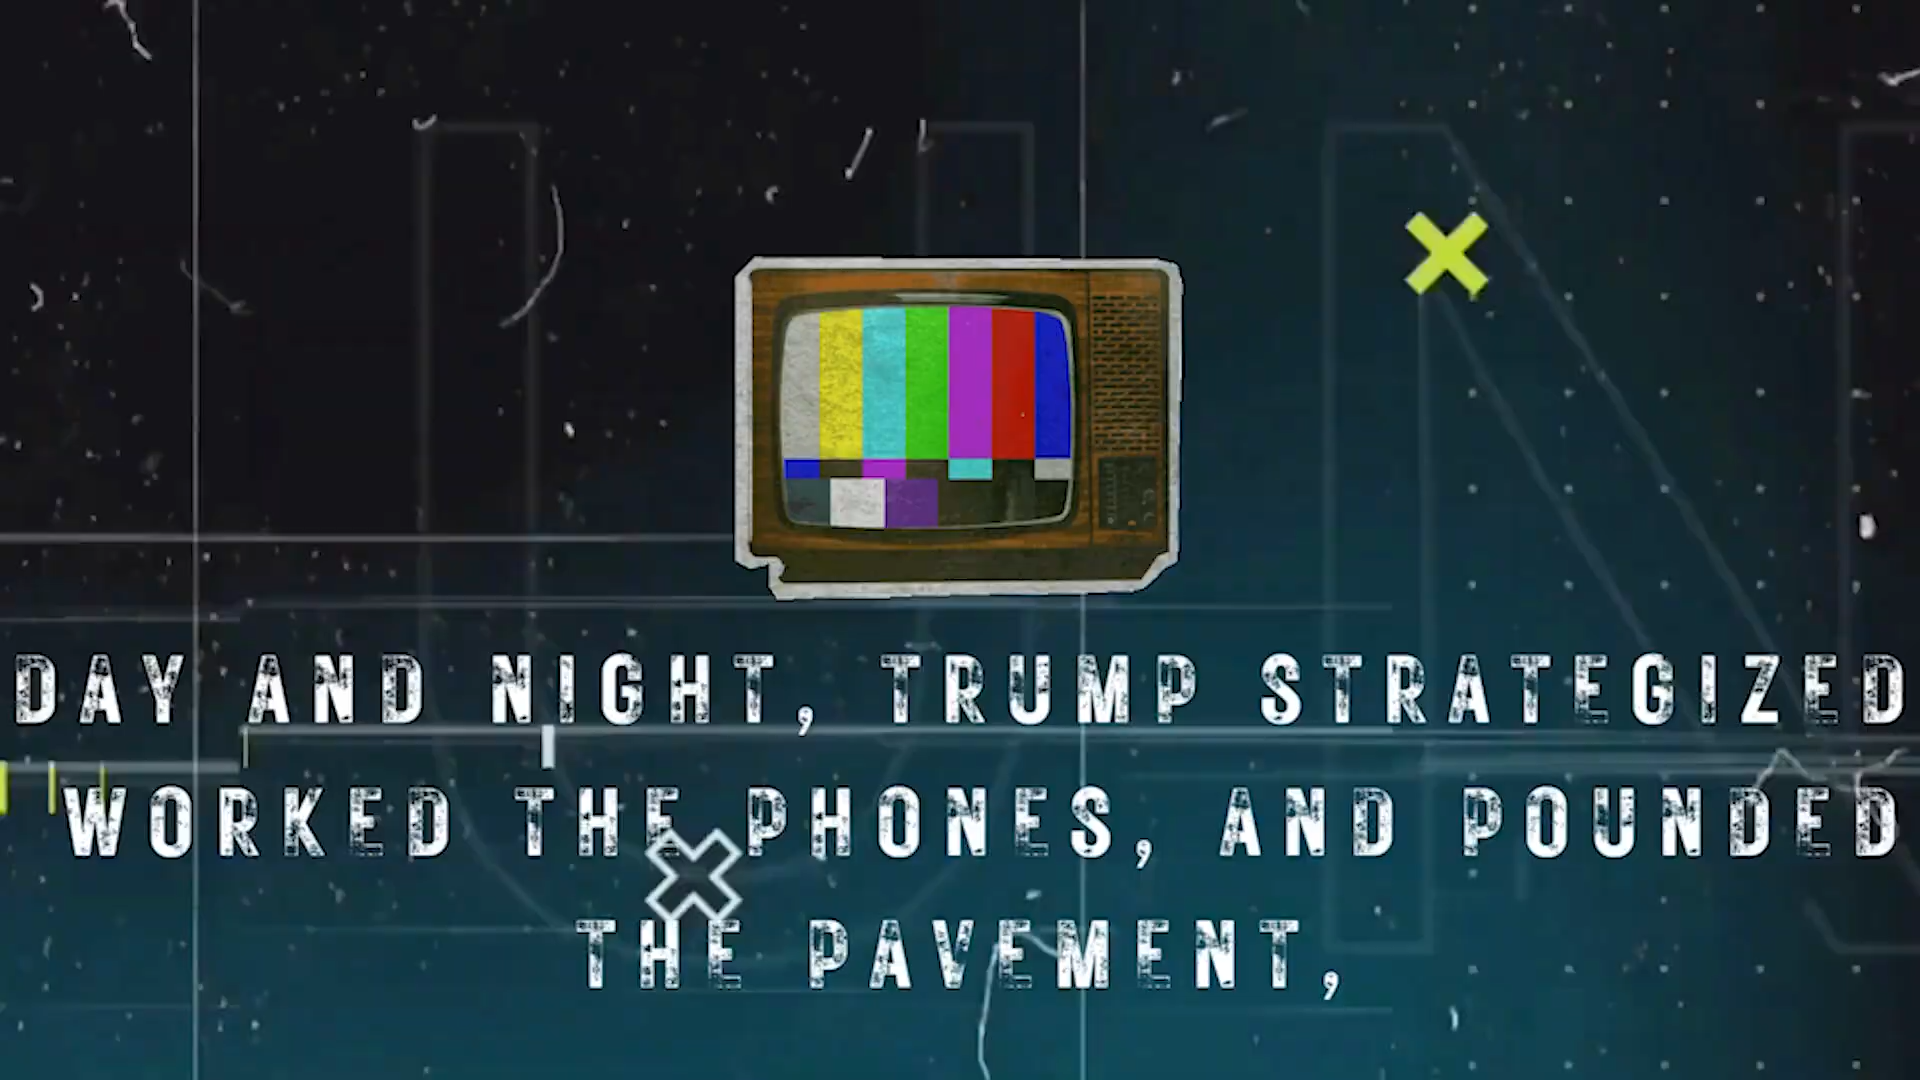 DAY AND NIGHT, TRUMP STRATEGIZED
WORKED THE PHONES, AND POUNDED
THE PAVEMENT,